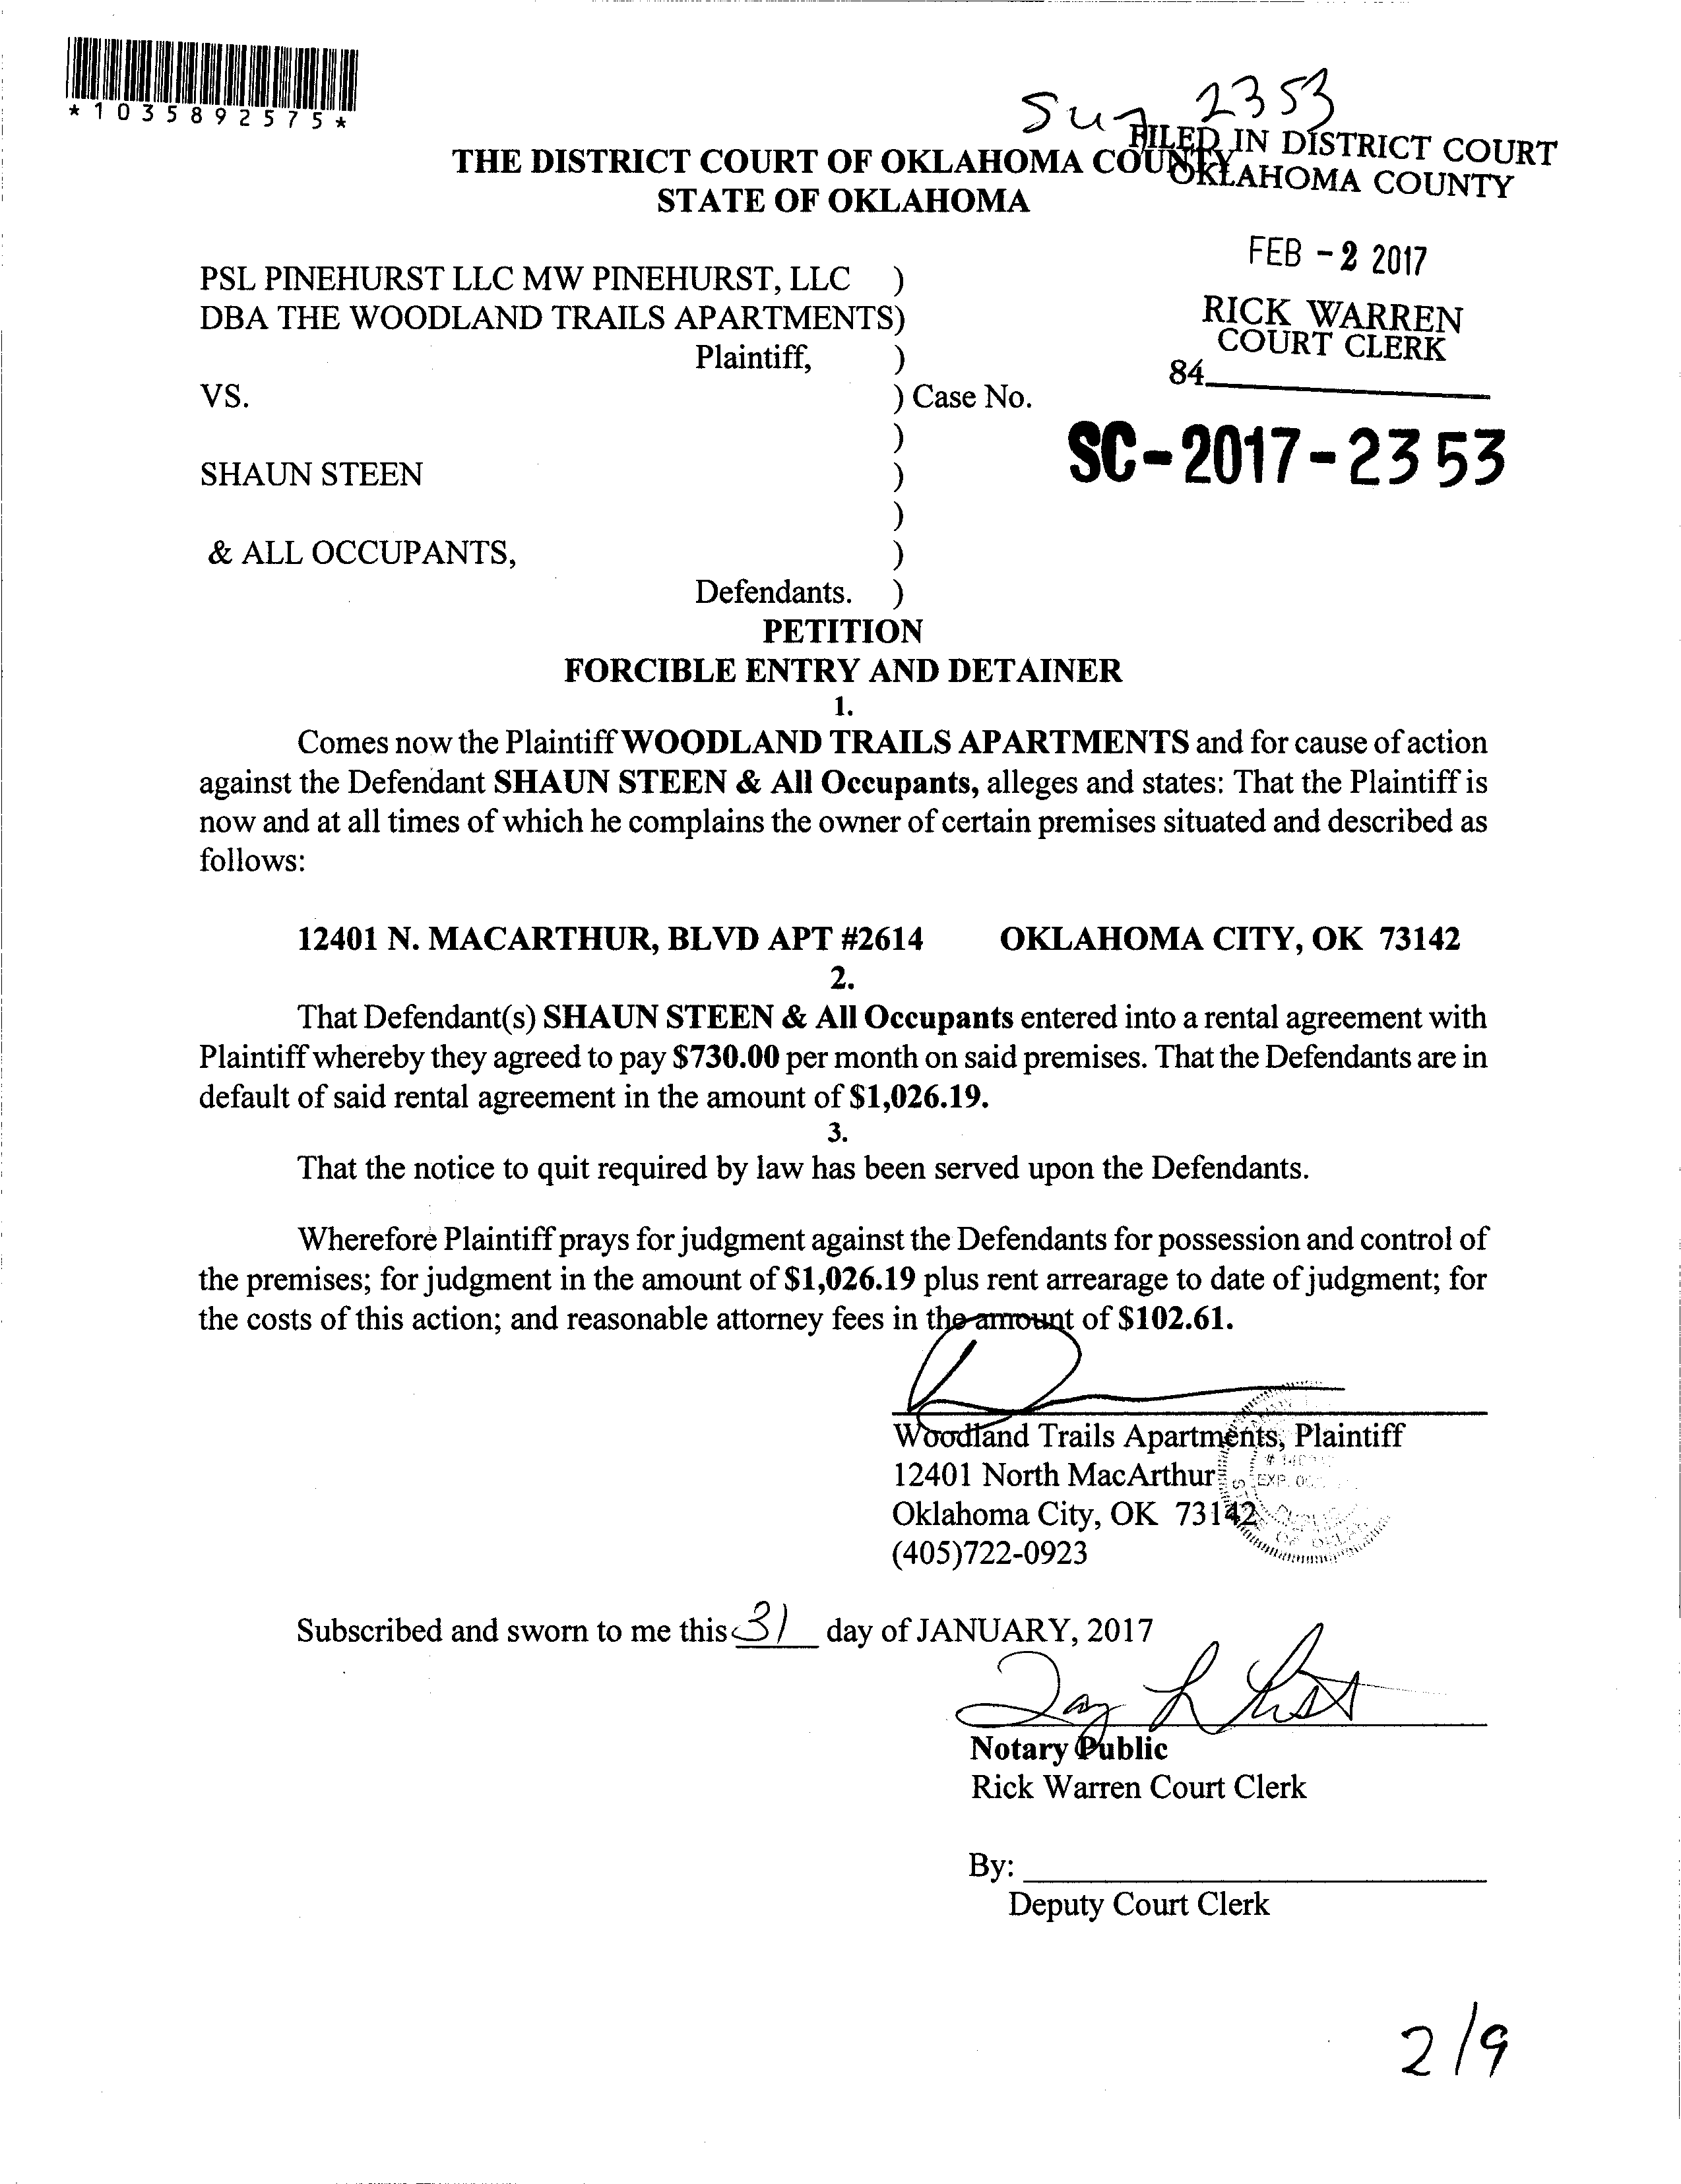 *1035892575*
2353
FILED IN DISTRICT COURT
OKLAHOMA COUNTY
THE DISTRICT COURT OF OKLAHOMA COUNTY
STATE OF OKLAHOMA
FEB - 2 2017
RICK WARREN
COURT CLERK
84
PSL PINEHURST LLC MW PINEHURST, LLC )
DBA THE WOODLAND TRAILS APARTMENTS)
Plaintiff, )
VS. ) Case No.
)
SC-2017-2353
SHAUN STEEN )
)
& ALL OCCUPANTS, )
Defendants. )
PETITION
FORCIBLE ENTRY AND DETAINER
1.
Comes now the Plaintiff WOODLAND TRAILS APARTMENTS and for cause of action
against the Defendant SHAUN STEEN & All Occupants, alleges and states: That the Plaintiff is
now and at all times of which he complains the owner of certain premises situated and described as
follows:
12401 N. MACARTHUR, BLVD APT #2614 OKLAHOMA CITY, OK 73142
2.
That Defendant(s) SHAUN STEEN & All Occupants entered into a rental agreement with
Plaintiff whereby they agreed to pay $730.00 per month on said premises. That the Defendants are in
default of said rental agreement in the amount of $1,026.19.
3.
That the notice to quit required by law has been served upon the Defendants.
Wherefore Plaintiff prays for judgment against the Defendants for possession and control of
the premises; for judgment in the amount of $1,026.19 plus rent arrearage to date of judgment; for
the costs of this action; and reasonable attorney fees in the amount of $102.61.
Woodland Trails Apartments, Plaintiff
12401 North MacArthur
Oklahoma City, OK 73142
(405)722-0923
Subscribed and sworn to me this 31 day of JANUARY, 2017
Notary Public
Rick Warren Court Clerk
By:
Deputy Court Clerk
2/9